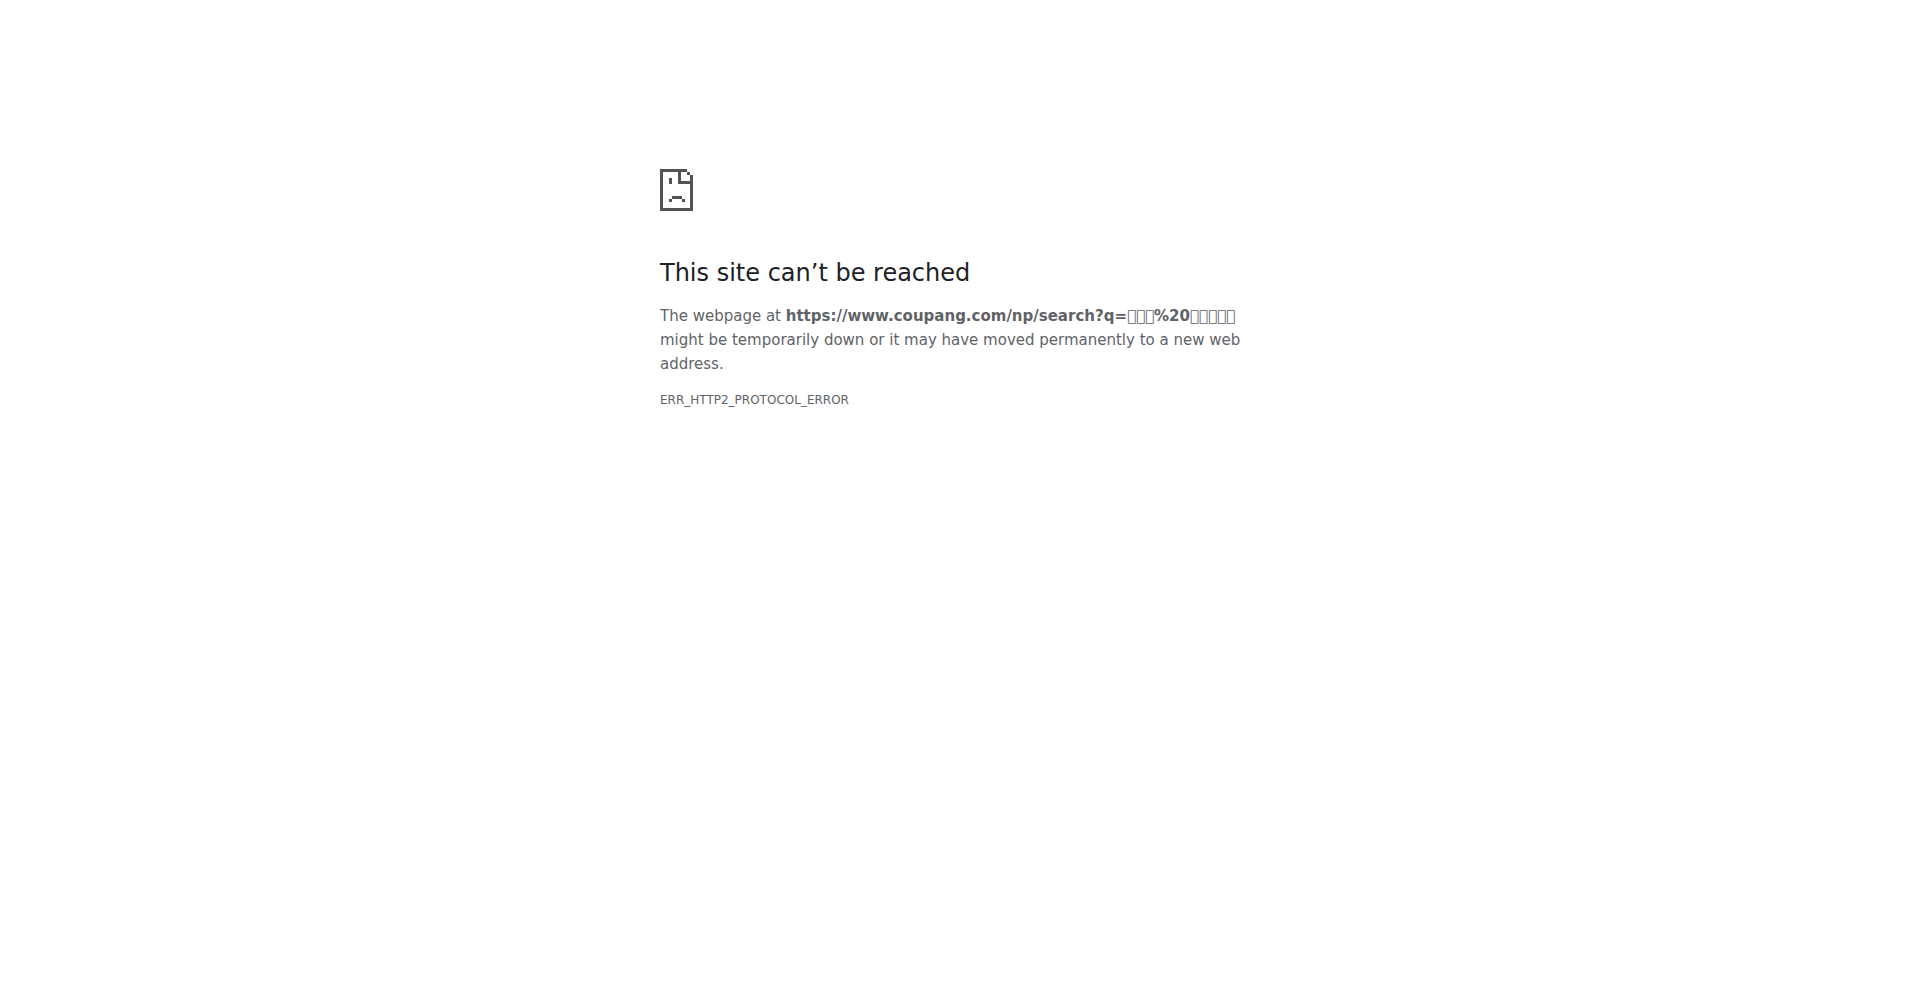 This site can’t be reached
The webpage at https://www.coupang.com/np/search?q=▯▯▯%20▯▯▯▯▯
might be temporarily down or it may have moved permanently to a new web
address.
ERR_HTTP2_PROTOCOL_ERROR